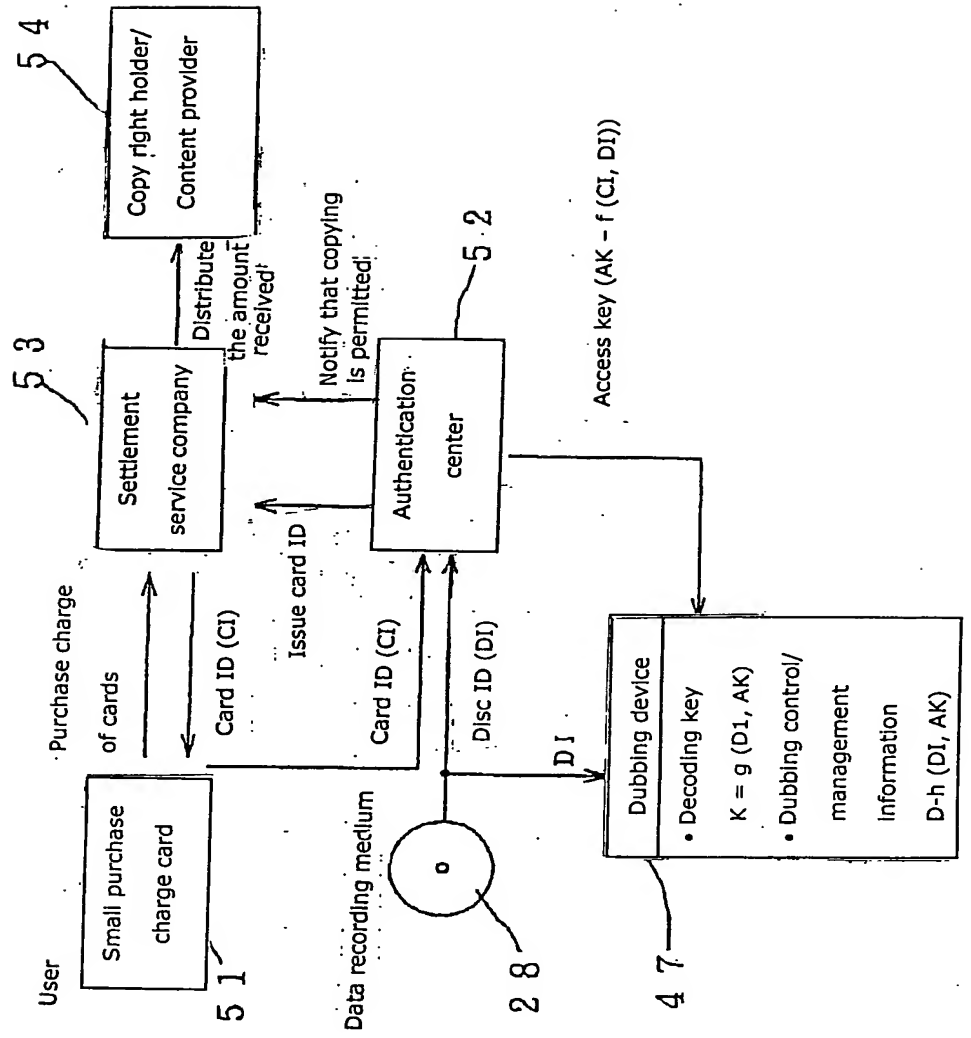 User
Small purchase
charge card
5 1
Purchase charge
of cards
Card ID (CI)
Settlement
service company
5 3
Distribute
the amount
received
Copy right holder/
Content provider
5 4
Issue card ID
Notify that copying
is permitted
Card ID (CI)
Disc ID (DI)
Authentication
center
5 2
Data recording medium
2 8
DI
Access key (AK – f (CI, DI))
Dubbing device
• Decoding key
K = g (D1, AK)
• Dubbing control/
management
Information
D-h (DI, AK)
4 7